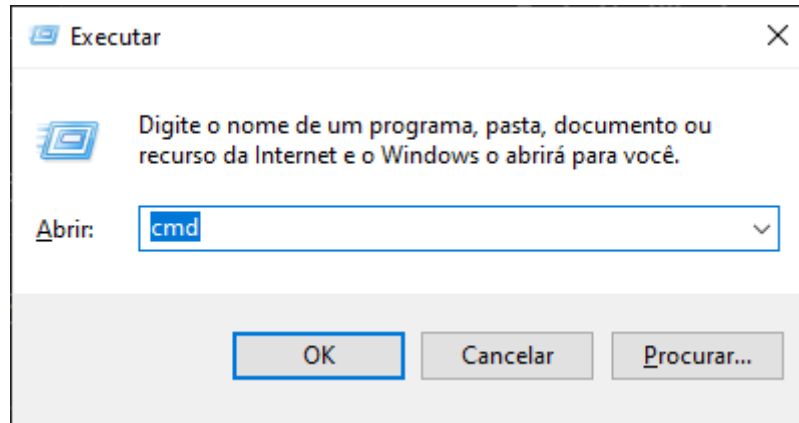 Executar
Digite o nome de um programa, pasta, documento ou
recurso da Internet e o Windows o abrirá para você.
Abrir: cmd
OK Cancelar Procurar...